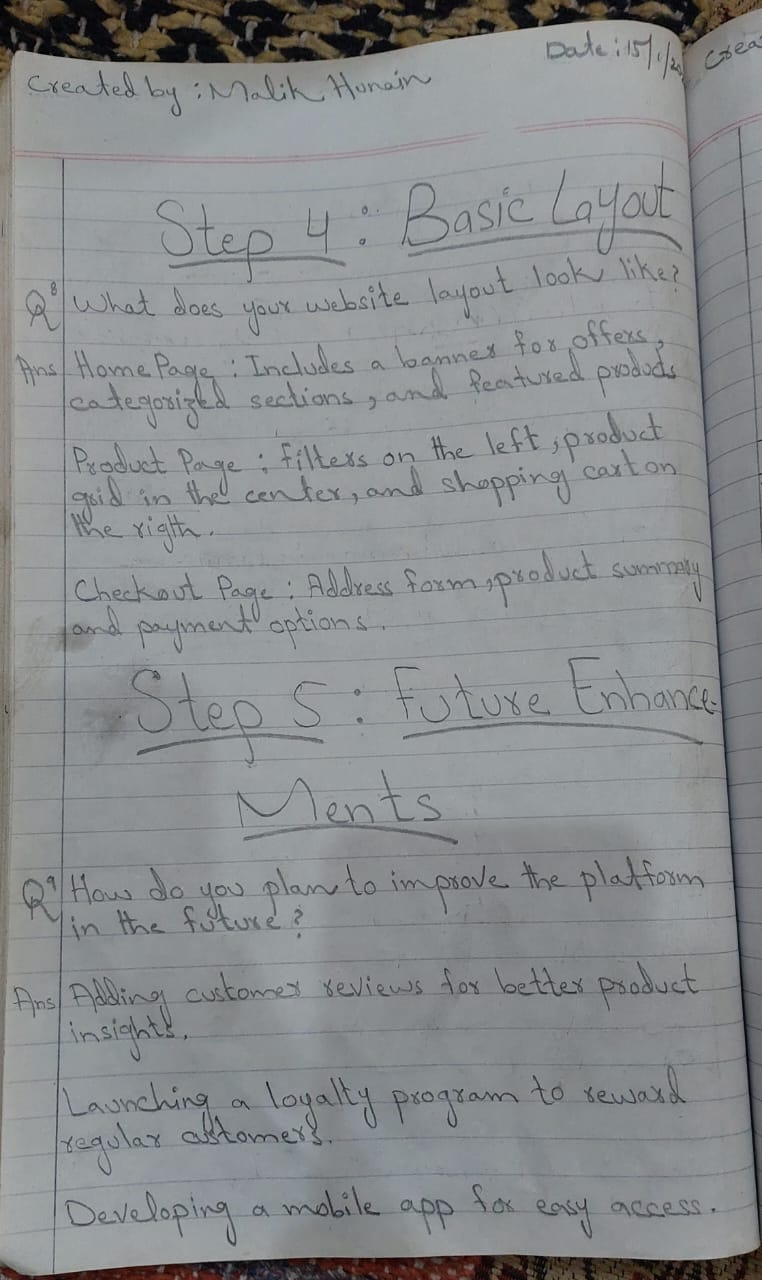 Created by : Malik Hunain
Date : 15/1/20
Crea
Step 4 : Basic Layout
Q8 What does your website layout look like?
Ans Home Page : Includes a banner for offers,
categorized sections, and featured products
Product Page : filters on the left, product
grid in the center, and shopping cart on
the rigth.
Checkout Page : Address form, product summary
and payment options.
Step 5 : Future Enhance-
Ments
Q9 How do you plan to improve the platform
in the future?
Ans Adding customer reviews for better product
insights.
Launching a loyalty program to reward
regular customers.
Developing a mobile app for easy access.